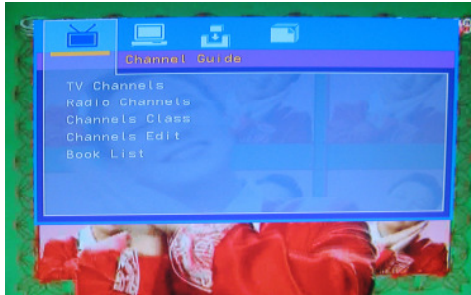 Channel Guide
TV Channels
Radio Channels
Channels Class
Channels Edit
Book List